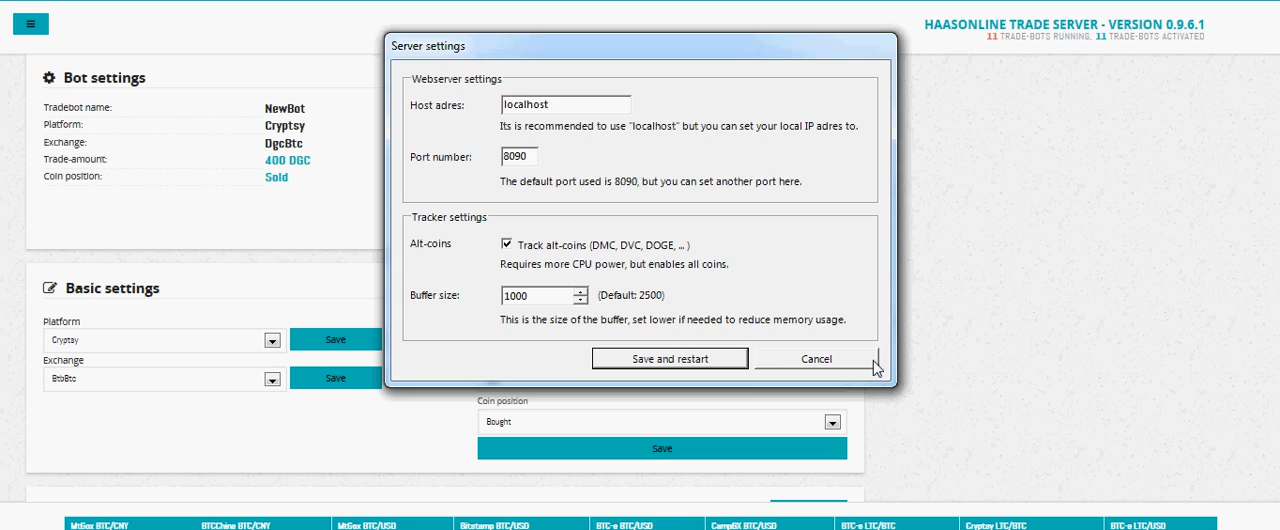 HAASONLINE TRADE SERVER - VERSION 0.9.6.1
11 TRADE-BOTS RUNNING, 11 TRADE-BOTS ACTIVATED
Bot settings
Tradebot name: NewBot
Platform: Cryptsy
Exchange: DgcBtc
Trade-amount: 400 DGC
Coin position: Sold
Basic settings
Platform
Cryptsy
Save
Exchange
BtbBtc
Save
Server settings
Webserver settings
Host adres: localhost
Its is recommended to use "localhost" but you can set your local IP adres to.
Port number: 8090
The default port used is 8090, but you can set another port here.
Tracker settings
Alt-coins Track alt-coins (DMC, DVC, DOGE, ... )
Requires more CPU power, but enables all coins.
Buffer size: 1000 (Default: 2500)
This is the size of the buffer, set lower if needed to reduce memory usage.
Save and restart Cancel
Coin position
Bought
Save
MtGox BTC/CNY BTCChina BTC/CNY MtGox BTC/USD Bitstamp BTC/USD BTC-e BTC/USD CampBX BTC/USD BTC-e LTC/BTC Cryptsy LTC/BTC BTC-e LTC/USD